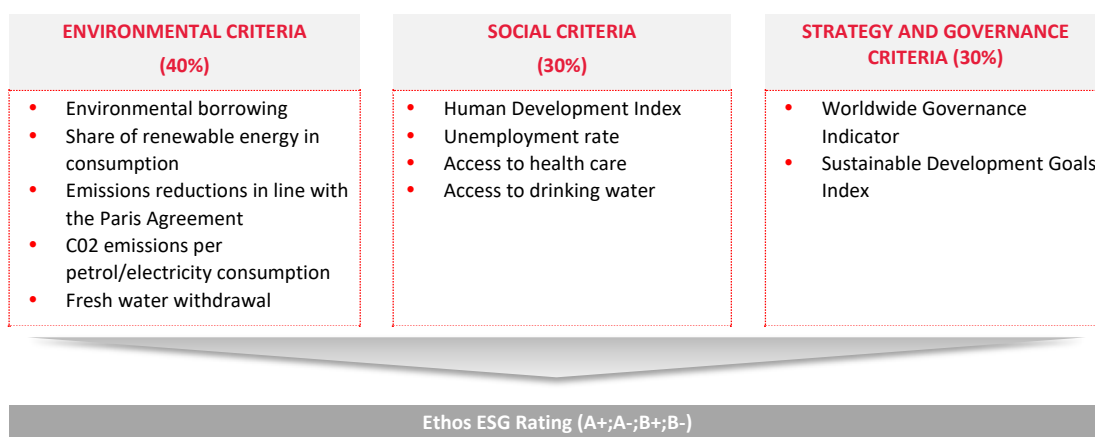 ENVIRONMENTAL CRITERIA
(40%)
• Environmental borrowing
• Share of renewable energy in
consumption
• Emissions reductions in line with
the Paris Agreement
• C02 emissions per
petrol/electricity consumption
• Fresh water withdrawal
SOCIAL CRITERIA
(30%)
• Human Development Index
• Unemployment rate
• Access to health care
• Access to drinking water
STRATEGY AND GOVERNANCE
CRITERIA (30%)
• Worldwide Governance
Indicator
• Sustainable Development Goals
Index
Ethos ESG Rating (A+;A-;B+;B-)